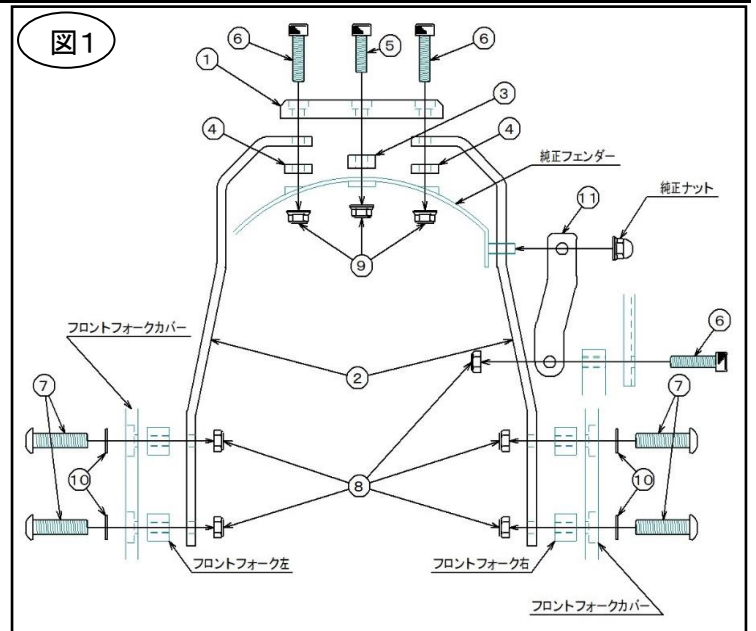 図1
⑥
⑤
⑥
①
③
④
④
純正フェンダー
純正ナット
⑪
⑨
フロントフォークカバー
②
⑥
⑦
⑦
⑩
⑧
⑩
フロントフォーク左
フロントフォーク右
フロントフォークカバー